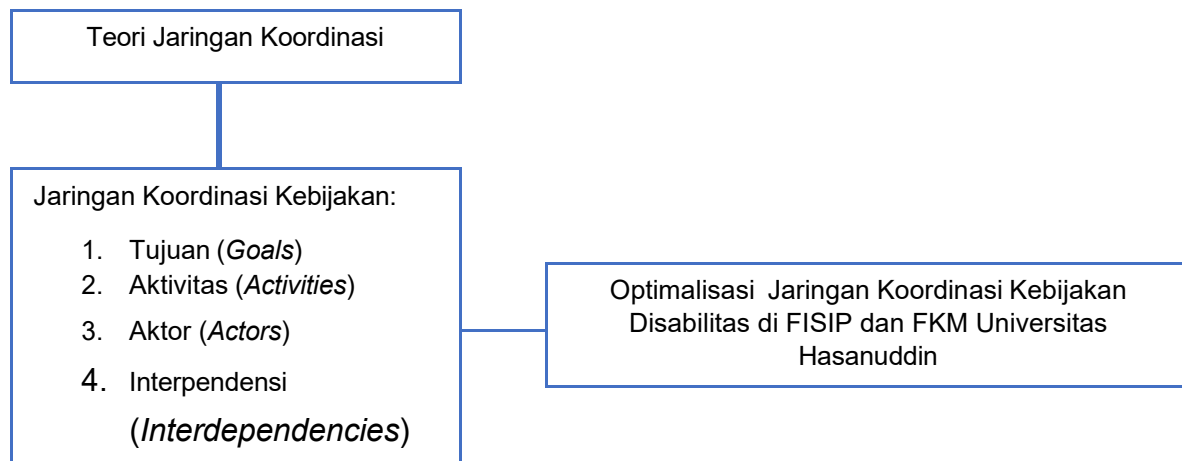 Teori Jaringan Koordinasi
Jaringan Koordinasi Kebijakan:
1. Tujuan (Goals)
2. Aktivitas (Activities)
3. Aktor (Actors)
4. Interpendensi
(Interdependencies)
Optimalisasi Jaringan Koordinasi Kebijakan
Disabilitas di FISIP dan FKM Universitas
Hasanuddin